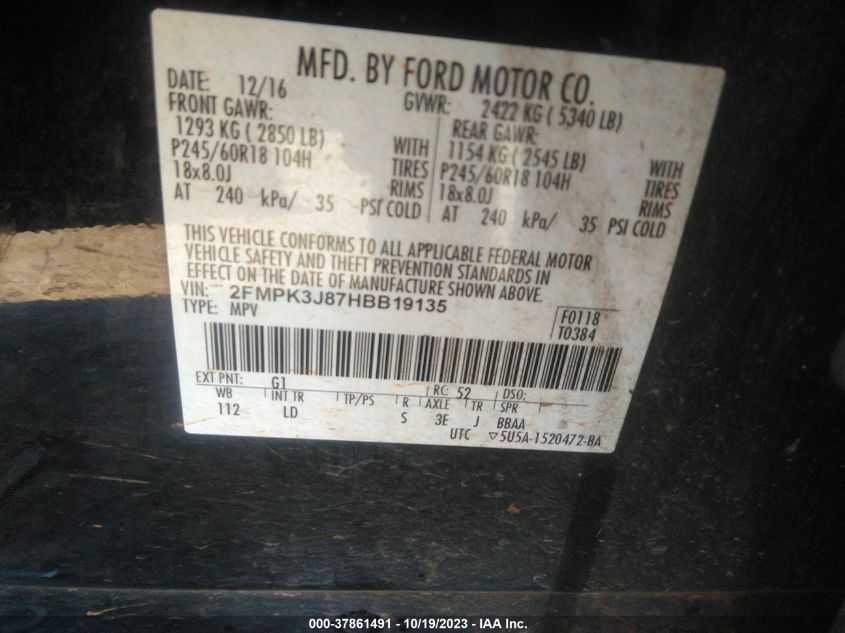 MFD. BY FORD MOTOR CO.
DATE: 12/16 GVWR: 2422 KG ( 5340 LB)
FRONT GAWR: REAR GAWR:
1293 KG ( 2850 LB) WITH 1154 KG ( 2545 LB) WITH
P245/60R18 104H TIRES P245/60R18 104H TIRES
18x8.0J RIMS 18x8.0J RIMS
AT 240 kPa/ 35 PSI COLD AT 240 kPa/ 35 PSI COLD
THIS VEHICLE CONFORMS TO ALL APPLICABLE FEDERAL MOTOR
VEHICLE SAFETY AND THEFT PREVENTION STANDARDS IN
EFFECT ON THE DATE OF MANUFACTURE SHOWN ABOVE.
VIN: 2FMPK3J87HBB19135
TYPE: MPV
F0118
T0384
EXT PNT: G1 RC: 52 DSO:
WB INT TR TP/PS R AXLE TR SPR
112 LD S 3E J BBAA
UTC ▽5U5A-1520472-BA
000-37861491 - 10/19/2023 - IAA Inc.